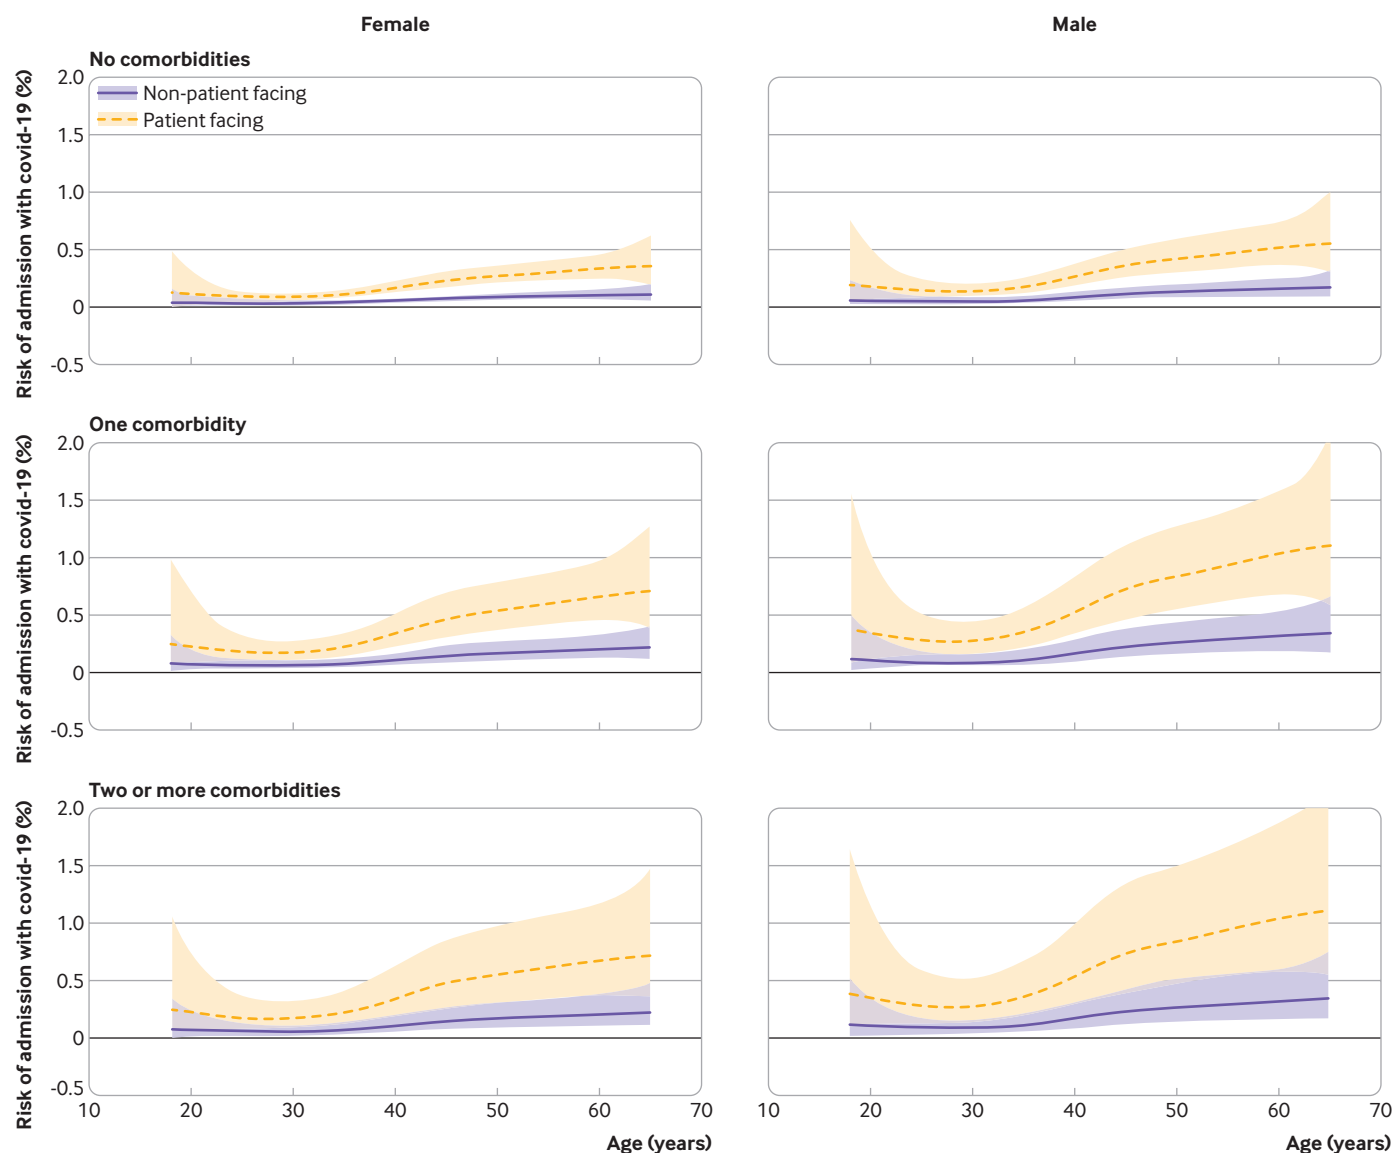 Female
Male
No comorbidities
Risk of admission with covid-19 (%)
2.0
1.5
1.0
0.5
0
-0.5
Non-patient facing
Patient facing
One comorbidity
Risk of admission with covid-19 (%)
2.0
1.5
1.0
0.5
0
-0.5
Two or more comorbidities
Risk of admission with covid-19 (%)
2.0
1.5
1.0
0.5
0
-0.5
10 20 30 40 50 60 70
Age (years)
10 20 30 40 50 60 70
Age (years)